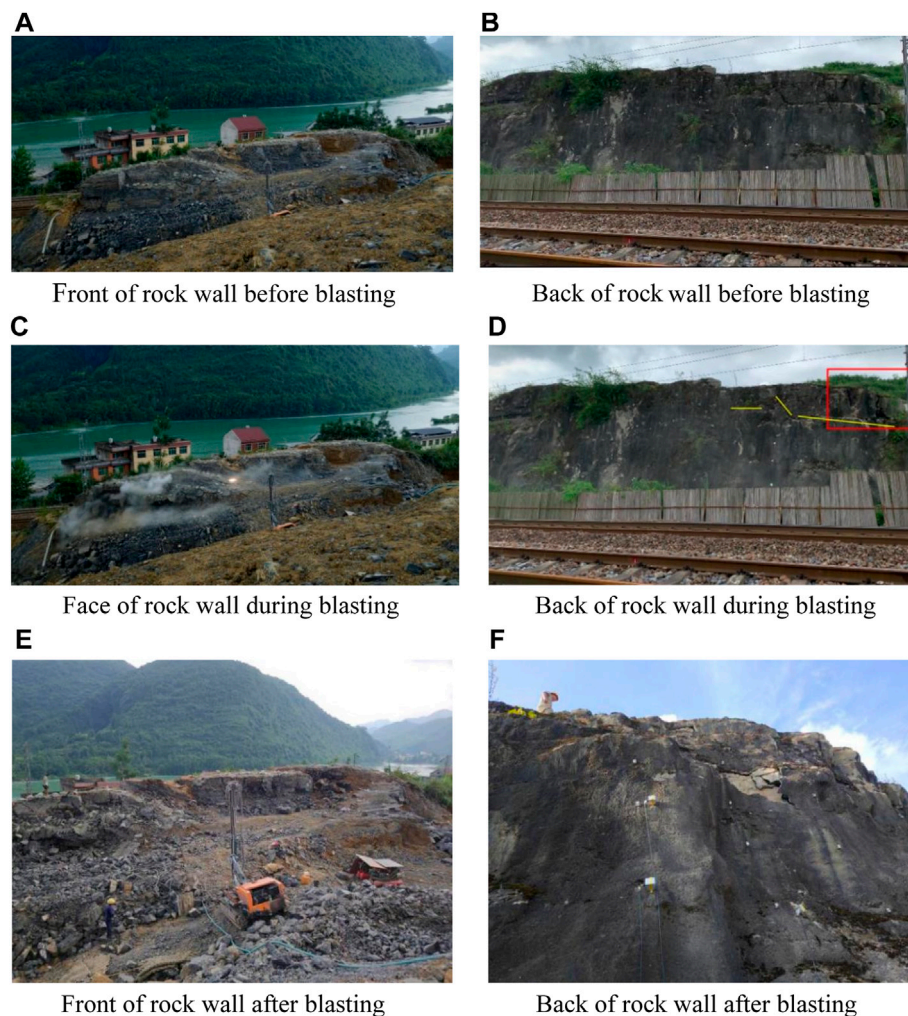 A
B
Front of rock wall before blasting
Back of rock wall before blasting
C
D
Face of rock wall during blasting
Back of rock wall during blasting
E
F
Front of rock wall after blasting
Back of rock wall after blasting